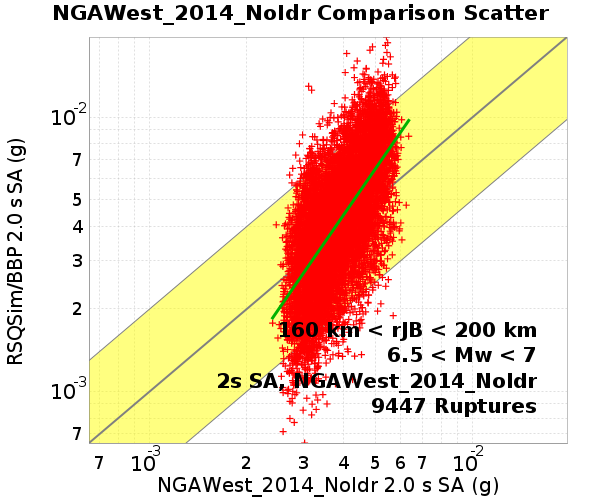 NGAWest_2014_NoIdr Comparison Scatter
RSQSim/BBP 2.0 s SA (g)
10-2
7
5
4
3
2
10-3
7
160 km < rJB < 200 km
6.5 < Mw < 7
2s SA, NGAWest_2014_NoIdr
9447 Ruptures
7 10-3 2 3 4 5 6 7 10-2
NGAWest_2014_NoIdr 2.0 s SA (g)